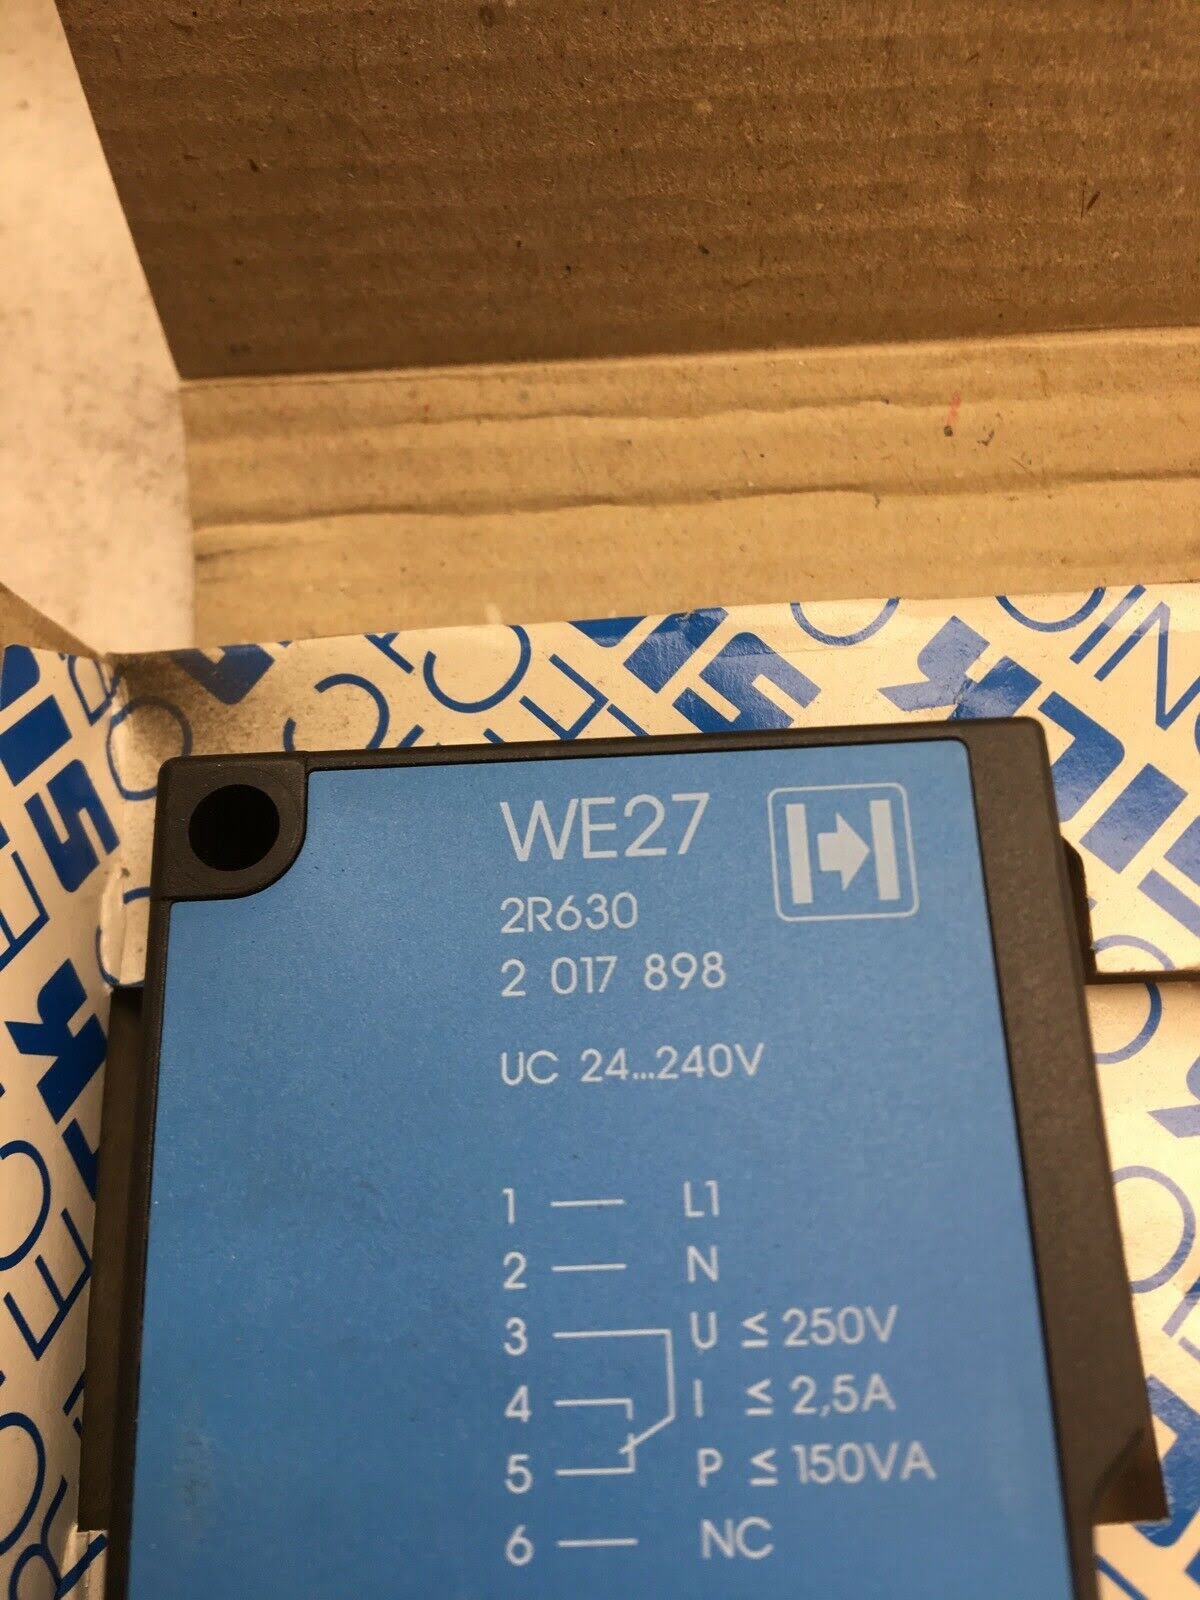 WE27
2R630
2 017 898
UC 24...240V
1 L1
2 N
3 U ≤ 250V
4 I ≤ 2,5A
5 P ≤ 150VA
6 NC